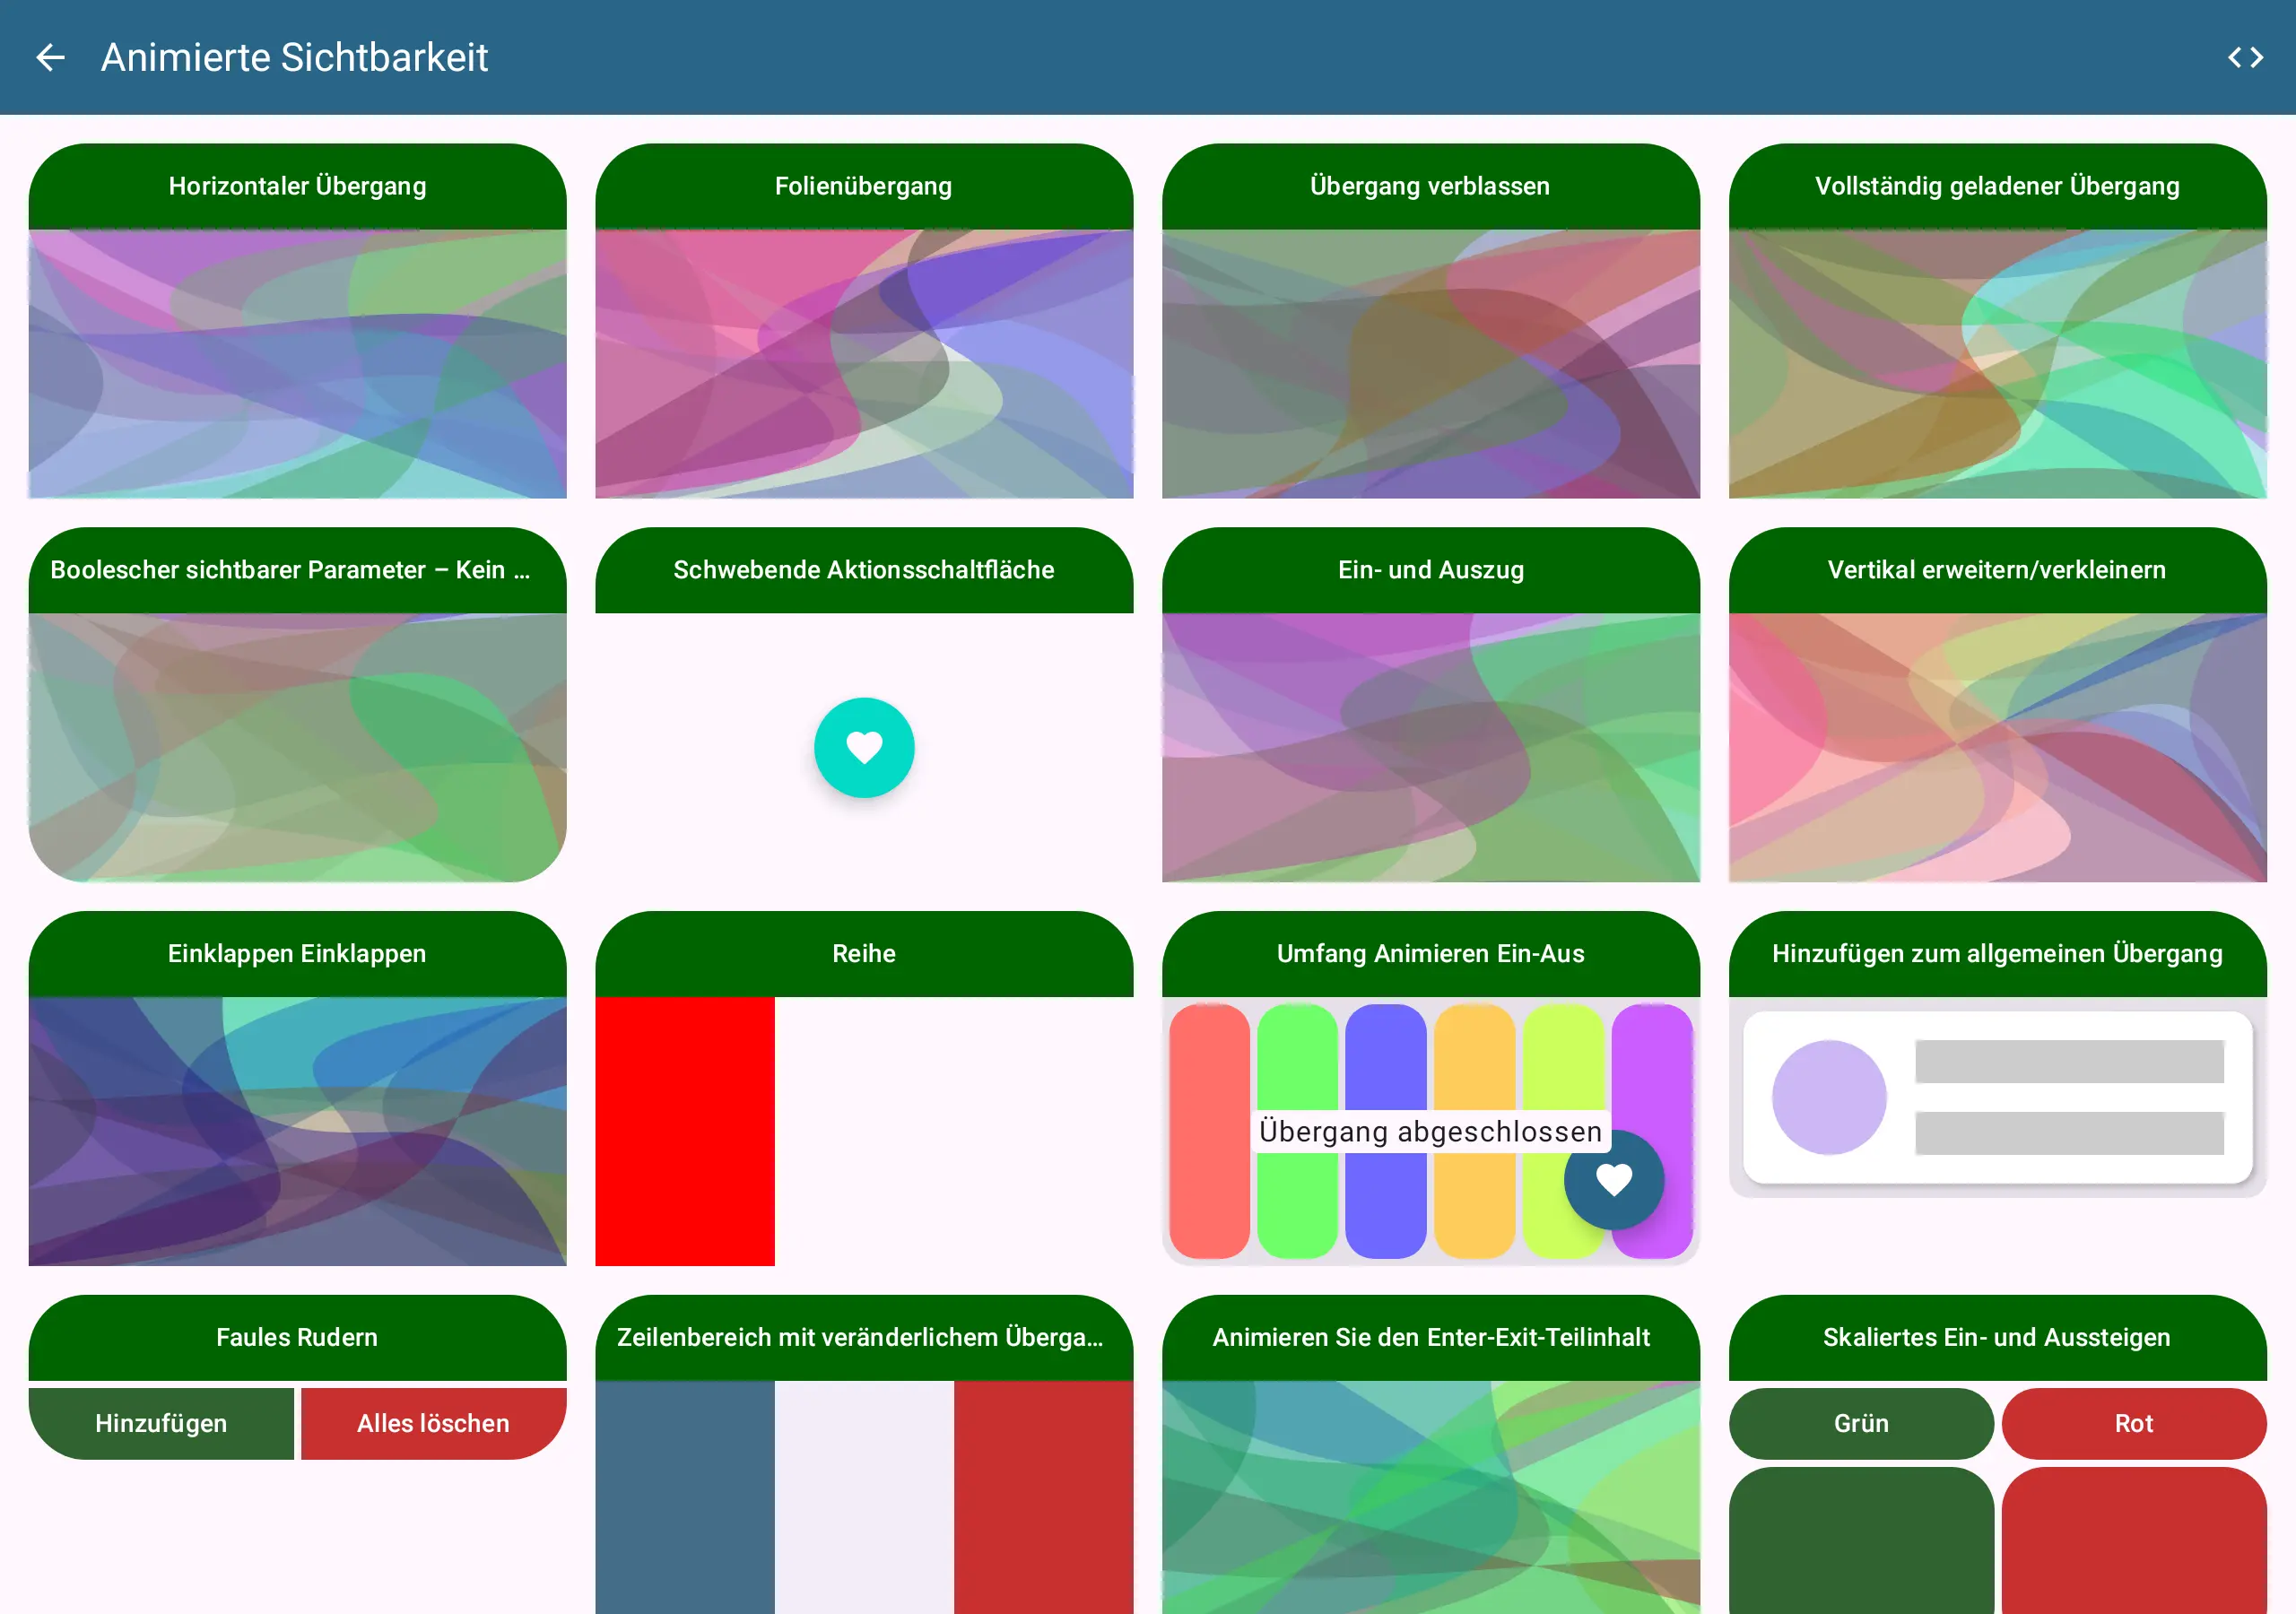 Animierte Sichtbarkeit
Horizontaler Übergang
Folienübergang
Übergang verblassen
Vollständig geladener Übergang
Boolescher sichtbarer Parameter – Kein ...
Schwebende Aktionsschaltfläche
Ein- und Auszug
Vertikal erweitern/verkleinern
Einklappen Einklappen
Reihe
Umfang Animieren Ein-Aus
Hinzufügen zum allgemeinen Übergang
Übergang abgeschlossen
Faules Rudern
Zeilenbereich mit veränderlichem Überga...
Animieren Sie den Enter-Exit-Teilinhalt
Skaliertes Ein- und Aussteigen
Hinzufügen
Alles löschen
Grün
Rot